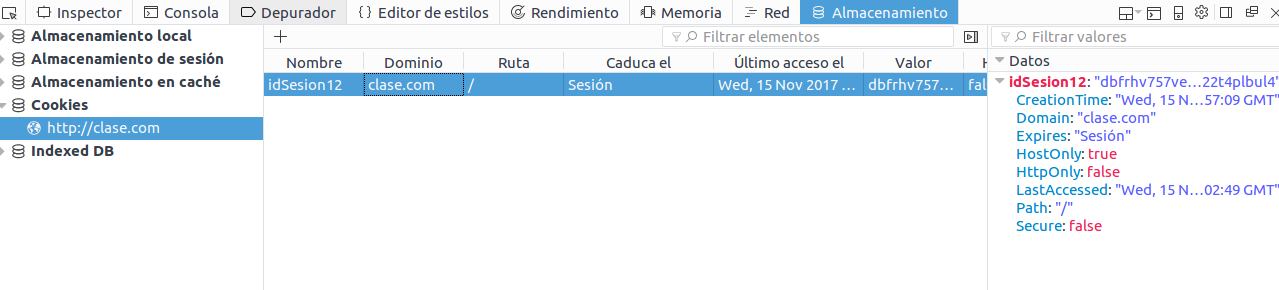 Inspector Consola Depurador { } Editor de estilos Rendimiento Memoria Red Almacenamiento
Almacenamiento local
Almacenamiento de sesión
Almacenamiento en caché
Cookies
http://clase.com
Indexed DB
+ Filtrar elementos
Nombre Dominio Ruta Caduca el Último acceso el Valor H
idSesion12 clase.com / Sesión Wed, 15 Nov 2017 ... dbfrhv757... fal
Filtrar valores
Datos
idSesion12: "dbfrhv757ve...22t4plbul4"
CreationTime: "Wed, 15 N...57:09 GMT"
Domain: "clase.com"
Expires: "Sesión"
HostOnly: true
HttpOnly: false
LastAccessed: "Wed, 15 N...02:49 GMT"
Path: "/"
Secure: false